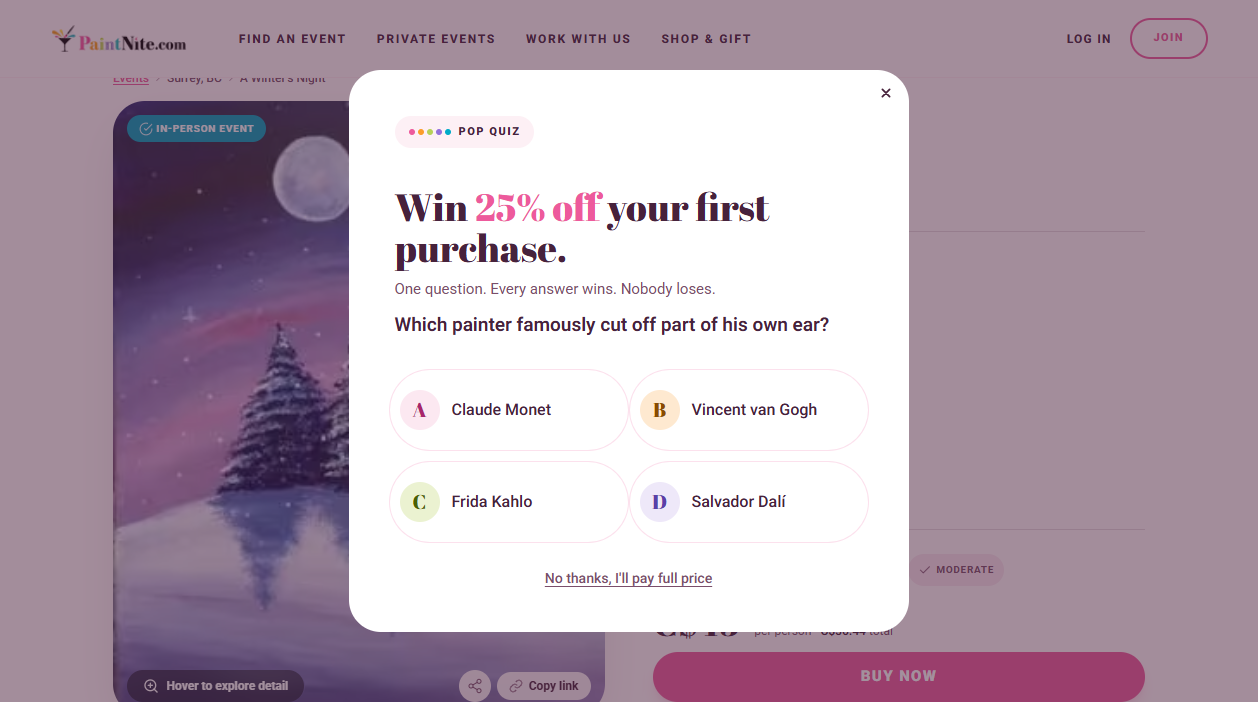 PaintNite.com
FIND AN EVENT
PRIVATE EVENTS
WORK WITH US
SHOP & GIFT
LOG IN
JOIN
Events / Surrey, BC / A Winter's Night
IN-PERSON EVENT
POP QUIZ
Win 25% off your first
purchase.
One question. Every answer wins. Nobody loses.
Which painter famously cut off part of his own ear?
A Claude Monet
B Vincent van Gogh
C Frida Kahlo
D Salvador Dalí
No thanks, I'll pay full price
MODERATE
per person
total
BUY NOW
Hover to explore detail
Copy link